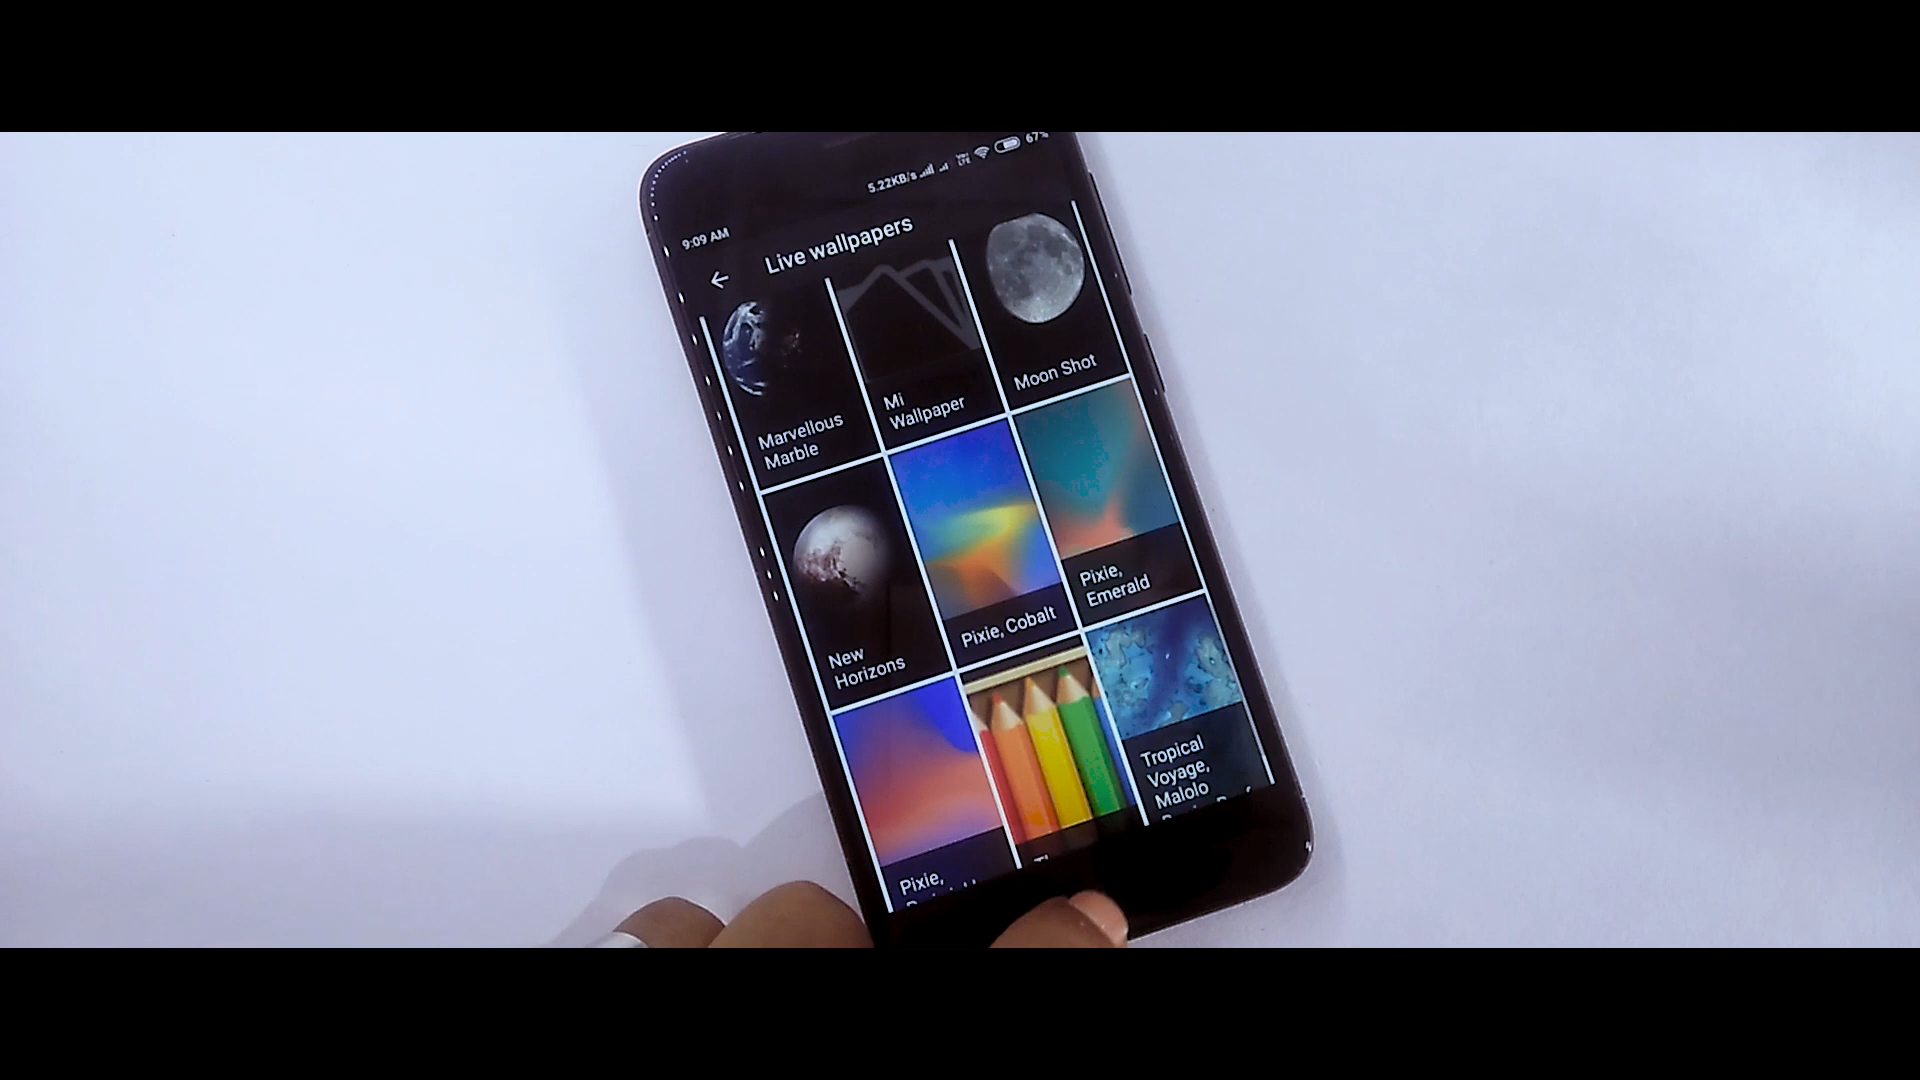 5.22KB/s
67%
9:09 AM
Live wallpapers
Marvellous
Marble
Mi
Wallpaper
Moon Shot
New
Horizons
Pixie, Cobalt
Pixie,
Emerald
Pixie,
Tropical
Voyage,
Malolo